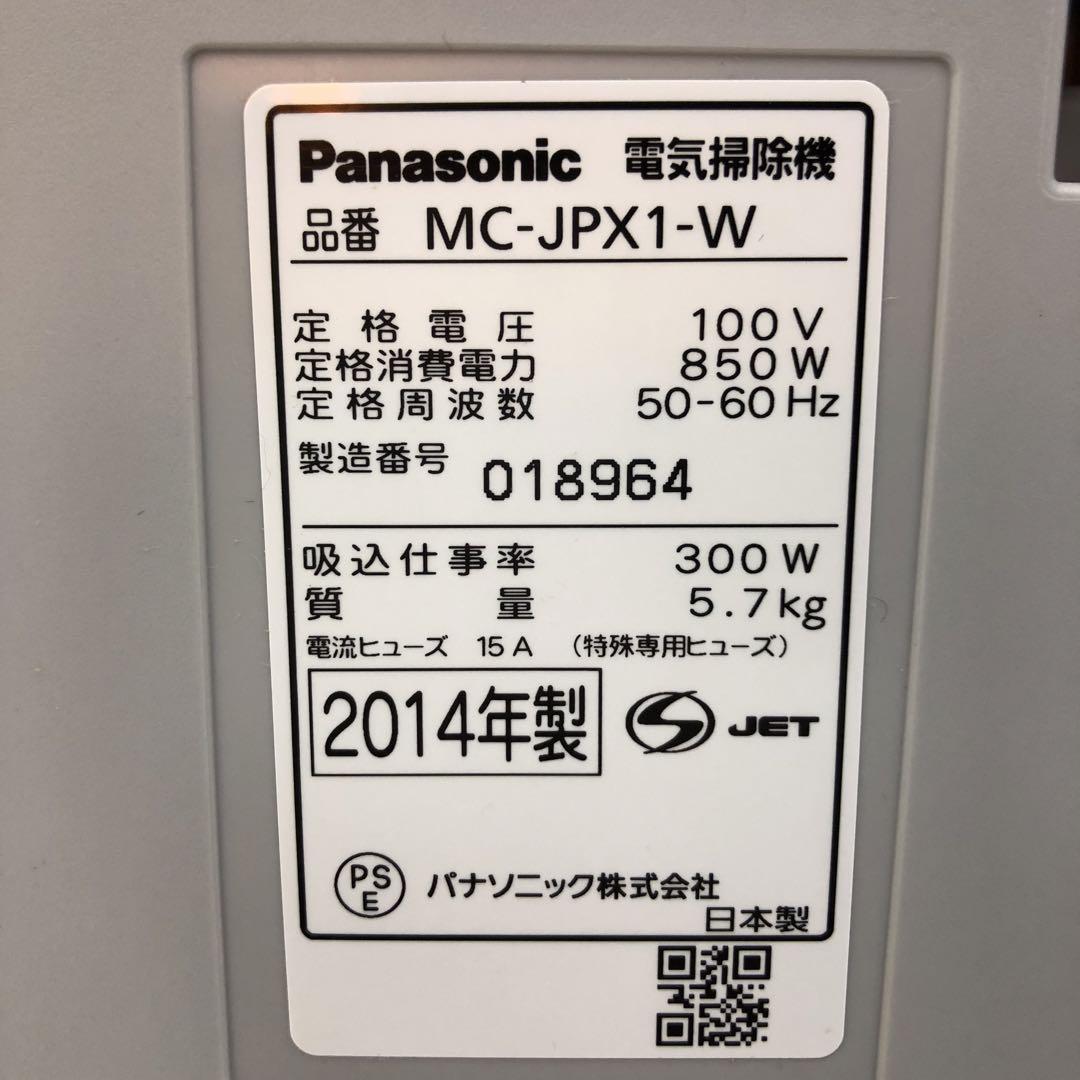 Panasonic 電気掃除機
品番 MC-JPX1-W
定格電圧 100V
定格消費電力 850W
定格周波数 50-60Hz
製造番号 018964
吸込仕事率 300W
質量 5.7kg
電流ヒューズ 15A (特殊専用ヒューズ)
2014年製 S JET
PSE パナソニック株式会社
日本製